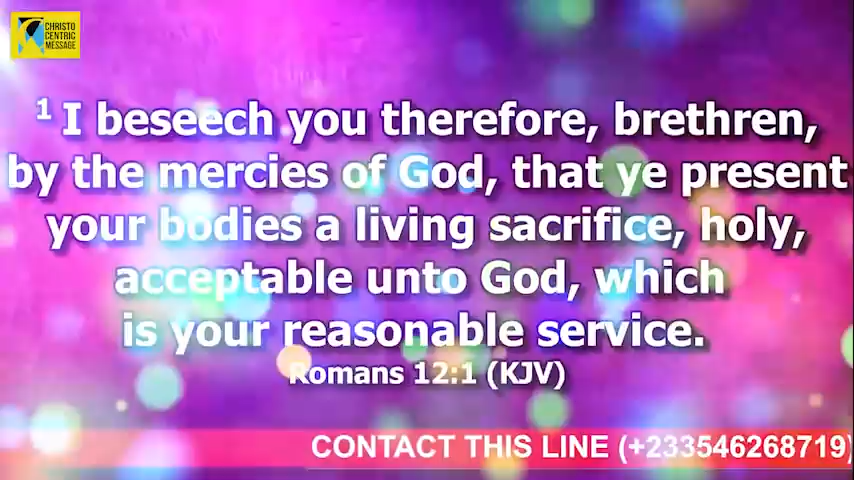 CHRISTO
CENTRIC
MESSAGE
1 I beseech you therefore, brethren,
by the mercies of God, that ye present
your bodies a living sacrifice, holy,
acceptable unto God, which
is your reasonable service.
Romans 12:1 (KJV)
CONTACT THIS LINE (+233546268719)